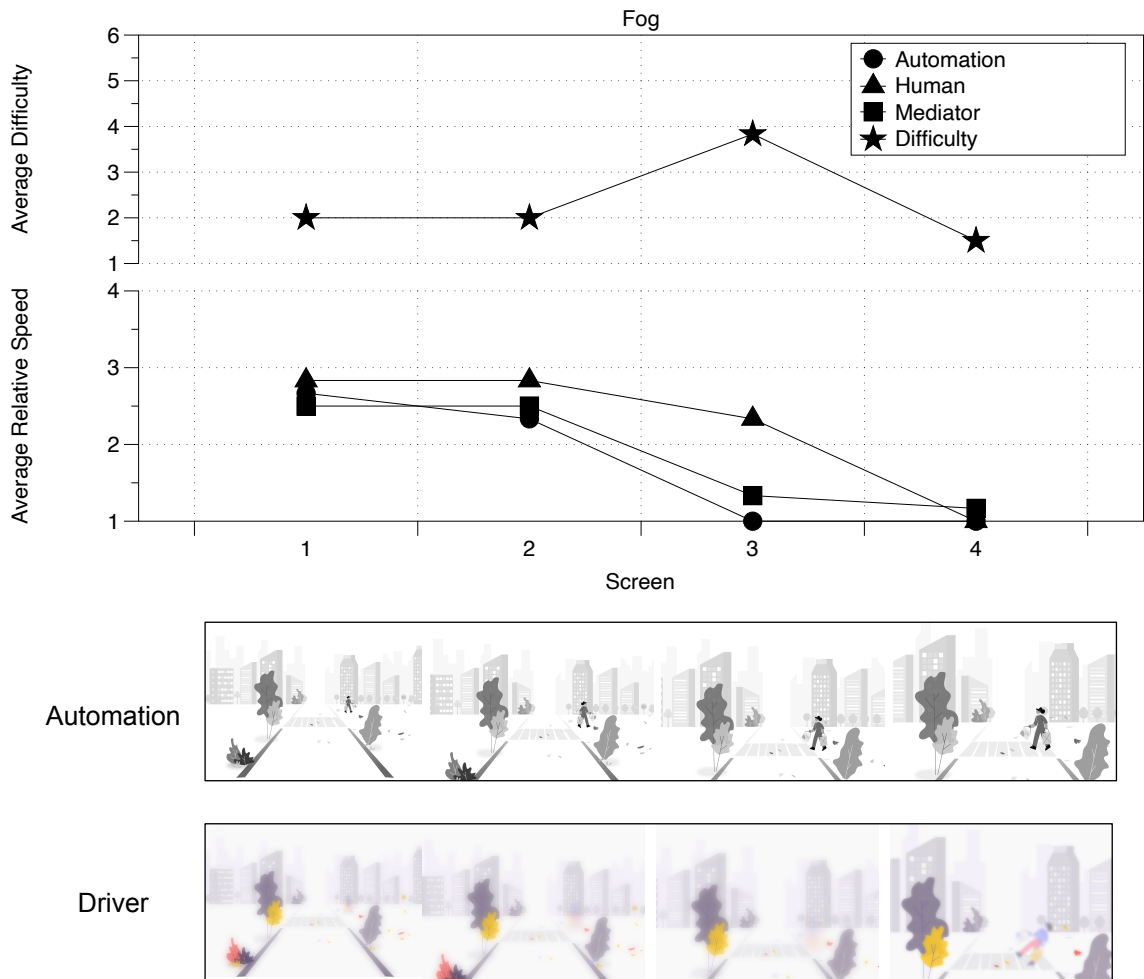 Fog
Average Difficulty
6
5
4
3
2
1
Automation
Human
Mediator
Difficulty
Average Relative Speed
4
3
2
1
1 2 3 4
Screen
Automation
Driver